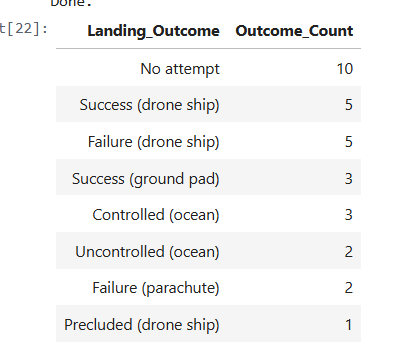 Done.
t[22]:
Landing_Outcome Outcome_Count
No attempt 10
Success (drone ship) 5
Failure (drone ship) 5
Success (ground pad) 3
Controlled (ocean) 3
Uncontrolled (ocean) 2
Failure (parachute) 2
Precluded (drone ship) 1